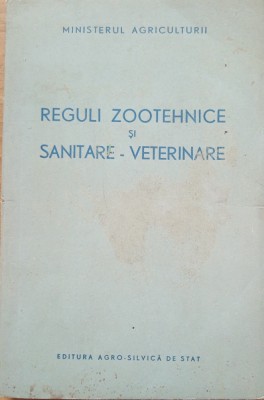 MINISTERUL AGRICULTURII
REGULI ZOOTEHNICE
ȘI
SANITARE - VETERINARE
EDITURA AGRO-SILVICĂ DE STAT